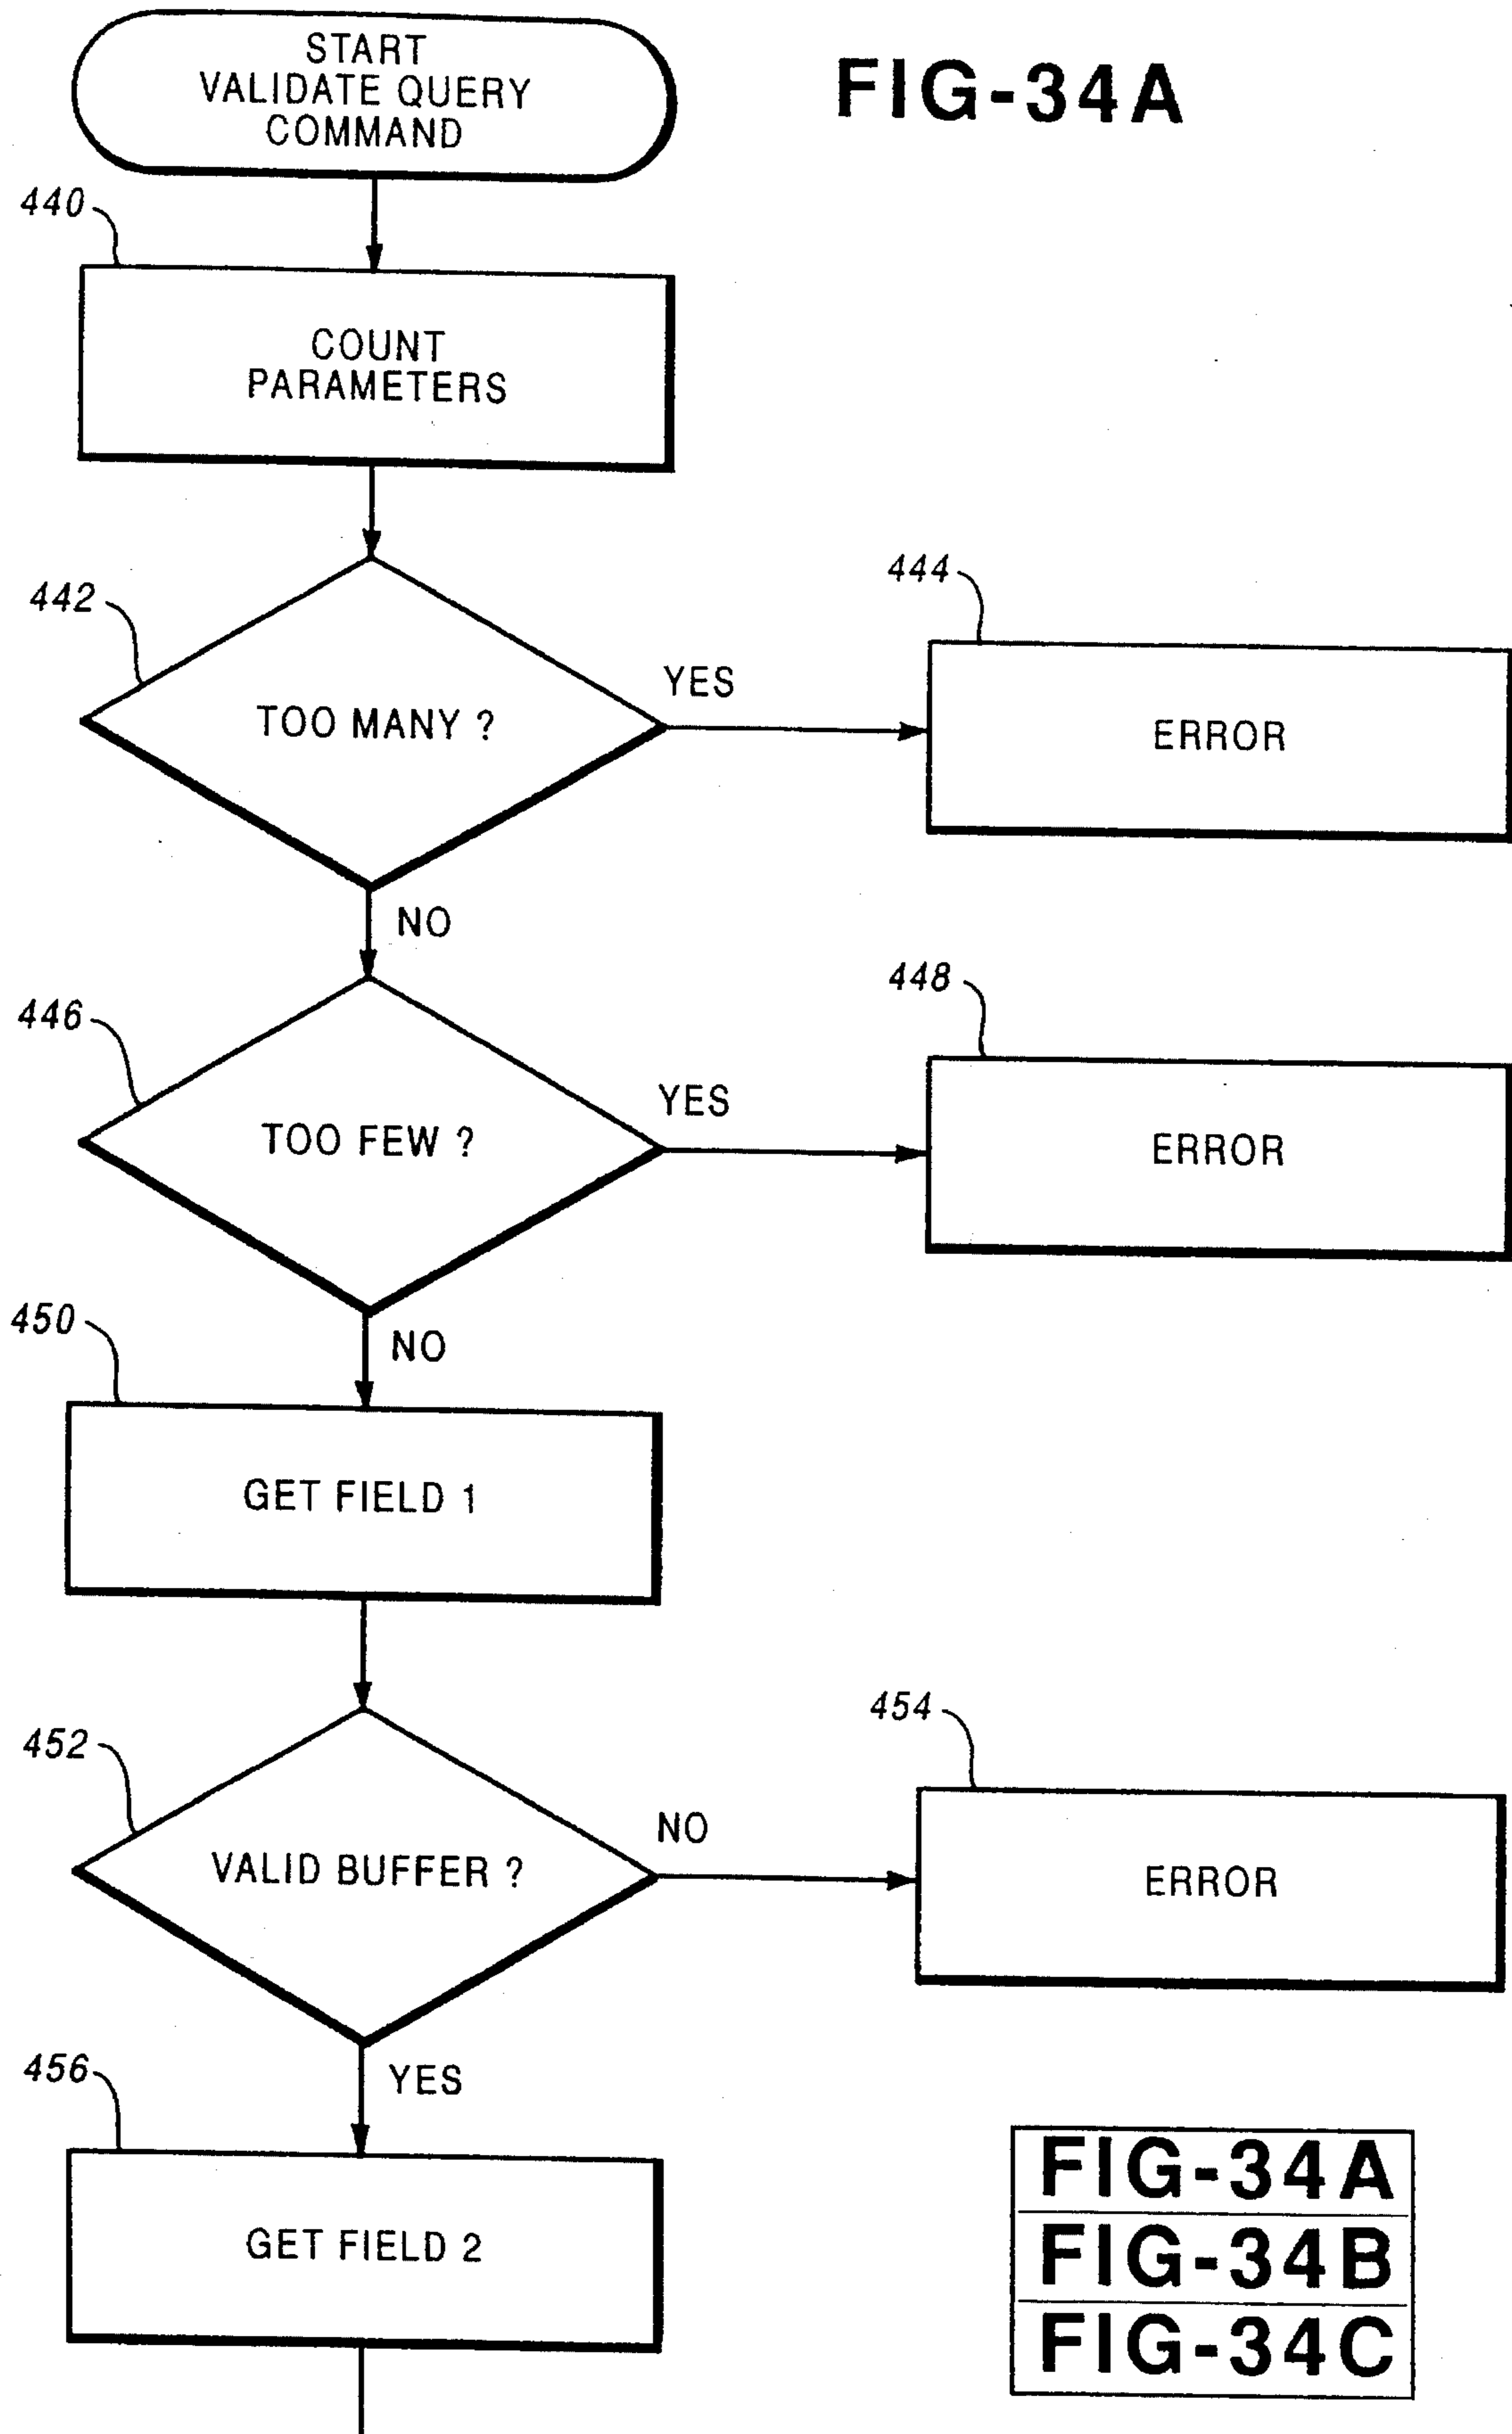 START
VALIDATE QUERY
COMMAND
FIG-34A
440
COUNT
PARAMETERS
442
TOO MANY ?
YES
444
ERROR
NO
446
TOO FEW ?
YES
448
ERROR
NO
450
GET FIELD 1
452
VALID BUFFER ?
NO
454
ERROR
YES
456
GET FIELD 2
FIG-34A
FIG-34B
FIG-34C